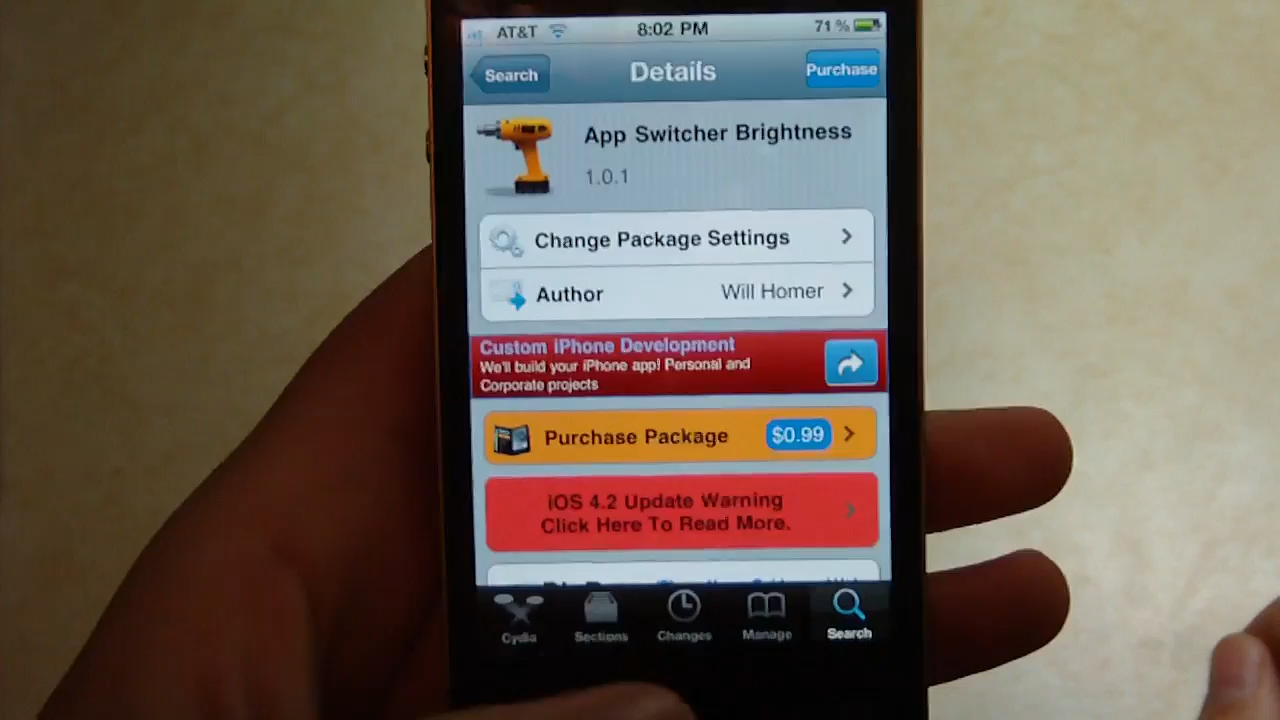 AT&T 8:02 PM 71 %
Search Details Purchase
App Switcher Brightness
1.0.1
Change Package Settings
Author Will Homer
Custom iPhone Development
We'll build your iPhone app! Personal and
Corporate projects
Purchase Package $0.99
iOS 4.2 Update Warning
Click Here To Read More.
Cydia Sections Changes Manage Search